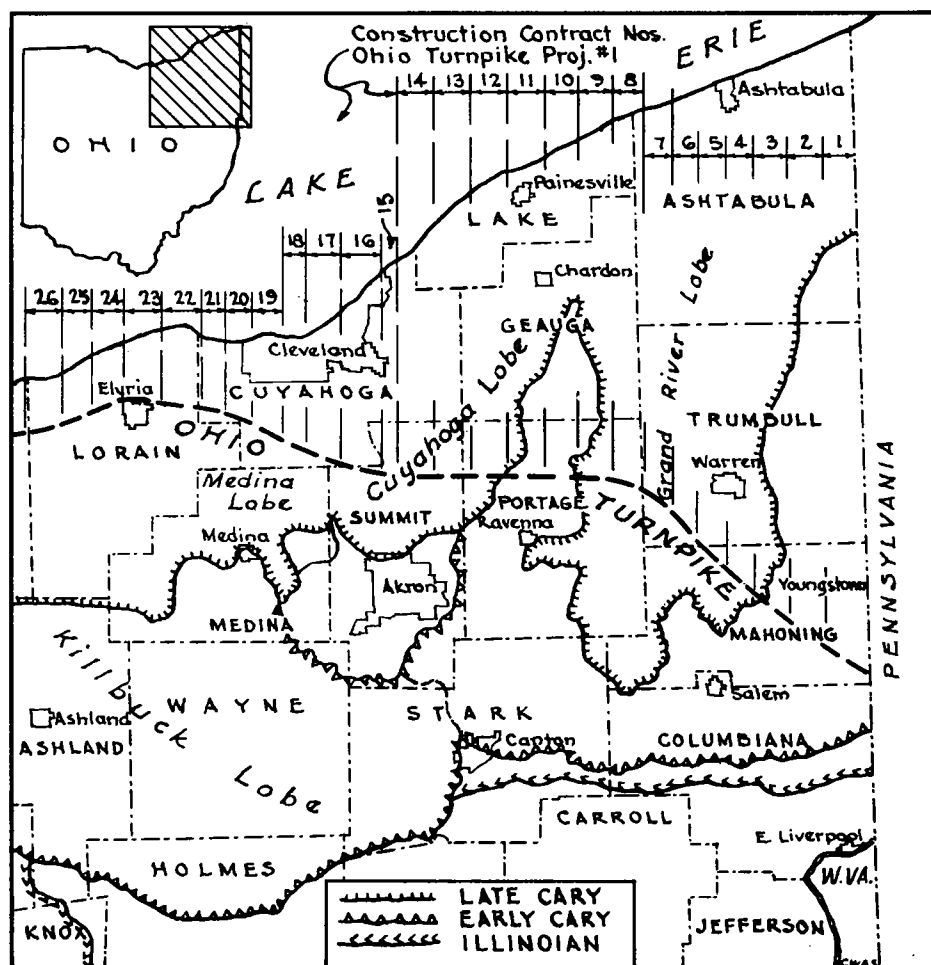 Construction Contract Nos.
Ohio Turnpike Proj. #1
OHIO
LAKE
ERIE
14 13 12 11 10 9 8
Ashtabula
7 6 5 4 3 2 1
ASHTABULA
Painesville
LAKE
15
18 17 16
Chardon
26 25 24 23 22 21 20 19
GEAUGA
Grand River Lobe
Cleveland
CUYAHOGA
Cuyahoga Lobe
Elyria
OHIO
TURNPIKE
LORAIN
TRUMBULL
Warren
PENNSYLVANIA
Medina
Lobe
SUMMIT
PORTAGE
Ravenna
Medina
Akron
Youngstown
MEDINA
MAHONING
Killbuck
Lobe
WAYNE
Salem
Ashland
ASHLAND
STARK
Canton
COLUMBIANA
CARROLL
E. Liverpool
W.VA.
HOLMES
KNOX
JEFFERSON
LATE CARY
EARLY CARY
ILLINOIAN